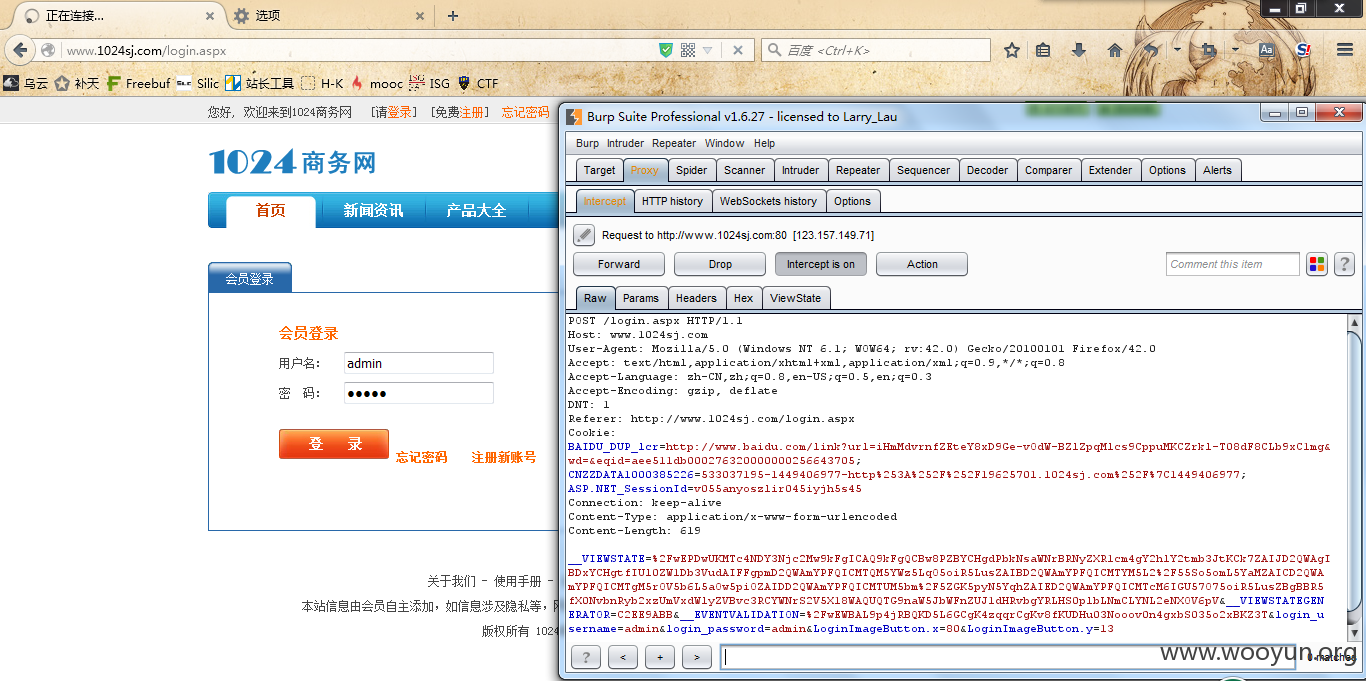 正在连接...
选项
www.1024sj.com/login.aspx
百度 <Ctrl+K>
乌云 补天 Freebuf Silic 站长工具 H-K mooc ISG CTF
您好，欢迎来到1024商务网 [请登录] [免费注册] 忘记密码
1024商务网
首页 新闻资讯 产品大全
会员登录
会员登录
用户名： admin
密 码： ●●●●●
登 录 忘记密码 注册新账号
关于我们 - 使用手册 -
本站信息由会员自主添加，如信息涉及隐私等，
版权所有 1024
Burp Suite Professional v1.6.27 - licensed to Larry_Lau
Burp Intruder Repeater Window Help
Target Proxy Spider Scanner Intruder Repeater Sequencer Decoder Comparer Extender Options Alerts
Intercept HTTP history WebSockets history Options
Request to http://www.1024sj.com:80 [123.157.149.71]
Forward Drop Intercept is on Action Comment this item ?
Raw Params Headers Hex ViewState
POST /login.aspx HTTP/1.1
Host: www.1024sj.com
User-Agent: Mozilla/5.0 (Windows NT 6.1; WOW64; rv:42.0) Gecko/20100101 Firefox/42.0
Accept: text/html,application/xhtml+xml,application/xml;q=0.9,*/*;q=0.8
Accept-Language: zh-CN,zh;q=0.8,en-US;q=0.5,en;q=0.3
Accept-Encoding: gzip, deflate
DNT: 1
Referer: http://www.1024sj.com/login.aspx
Cookie:
BAIDU_DUP_lcr=http://www.baidu.com/link?url=
wd=&eqid=aee511db0002763200000000256643705;
CNZZDATA1000385226=533037195-1449406977-http%253A%252F%252F19625701.1024sj.com%252F%7C1449406977;
ASP.NET_SessionId=v055anyoszlir045iyjh5s45
Connection: keep-alive
Content-Type: application/x-www-form-urlencoded
Content-Length: 619
__VIEWSTATE=
&__VIEWSTATEGEN
ERATOR=C2EE9ABB&__EVENTVALIDATION=
&login_u
sername=admin&login_password=admin&LoginImageButton.x=80&LoginImageButton.y=13
? < + > 0 matches
www.wooyun.org